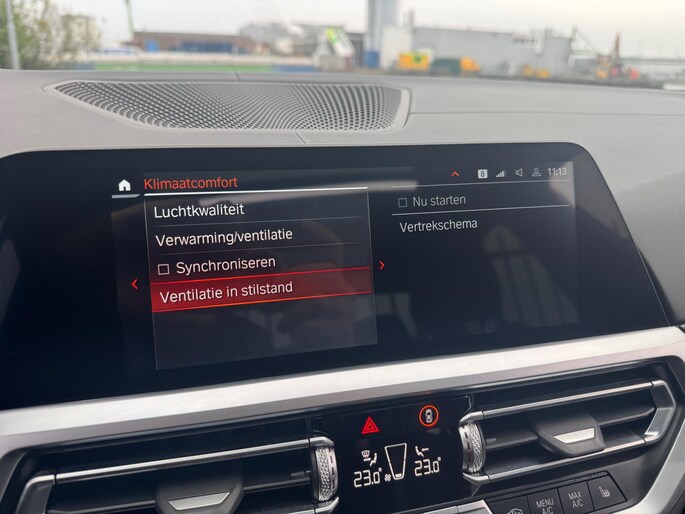 Klimaatcomfort
8
11:13
Luchtkwaliteit
Verwarming/ventilatie
Synchroniseren
Ventilatie in stilstand
Nu starten
Vertrekschema
23.0 23.0
MENU A/C
MAX A/C